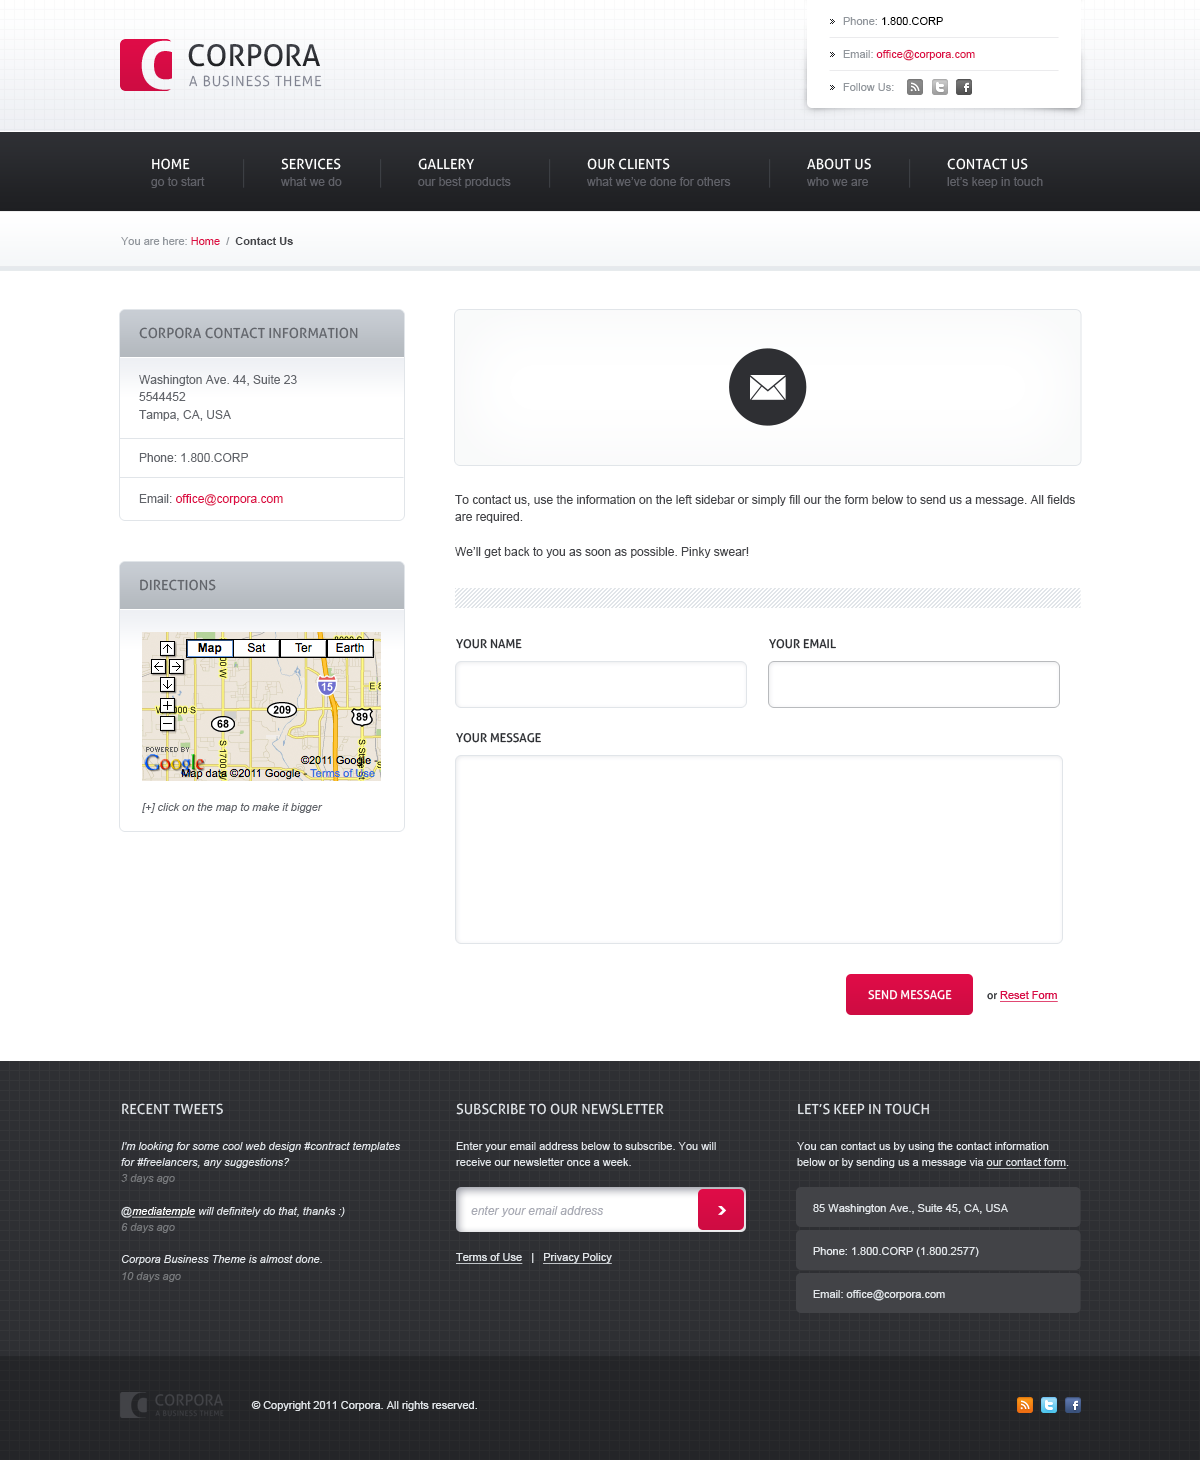 CORPORA
A BUSINESS THEME
Phone: 1.800.CORP
Email: office@corpora.com
Follow Us:
HOME
go to start
SERVICES
what we do
GALLERY
our best products
OUR CLIENTS
what we've done for others
ABOUT US
who we are
CONTACT US
let's keep in touch
You are here: Home / Contact Us
CORPORA CONTACT INFORMATION
Washington Ave. 44, Suite 23
5544452
Tampa, CA, USA
Phone: 1.800.CORP
Email: office@corpora.com
DIRECTIONS
Map
Sat
Ter
Earth
15
209
68
89
POWERED BY
Google
©2011 Google -
Map data ©2011 Google - Terms of Use
[+] click on the map to make it bigger
To contact us, use the information on the left sidebar or simply fill our the form below to send us a message. All fields
are required.
We'll get back to you as soon as possible. Pinky swear!
YOUR NAME
YOUR EMAIL
YOUR MESSAGE
SEND MESSAGE
or Reset Form
RECENT TWEETS
I'm looking for some cool web design #contract templates
for #freelancers, any suggestions?
3 days ago
@mediatemple will definitely do that, thanks :)
6 days ago
Corpora Business Theme is almost done.
10 days ago
SUBSCRIBE TO OUR NEWSLETTER
Enter your email address below to subscribe. You will
receive our newsletter once a week.
enter your email address
Terms of Use | Privacy Policy
LET'S KEEP IN TOUCH
You can contact us by using the contact information
below or by sending us a message via our contact form.
85 Washington Ave., Suite 45, CA, USA
Phone: 1.800.CORP (1.800.2577)
Email: office@corpora.com
CORPORA
A BUSINESS THEME
© Copyright 2011 Corpora. All rights reserved.